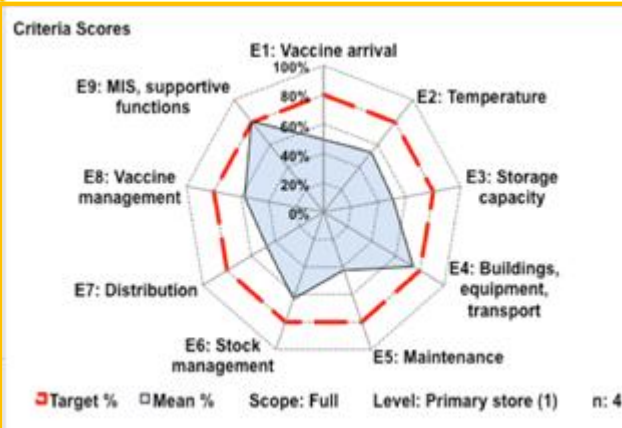 Criteria Scores
E1: Vaccine arrival
100%
80%
60%
40%
20%
0%
E2: Temperature
E3: Storage
capacity
E4: Buildings,
equipment,
transport
E5: Maintenance
E6: Stock
management
E7: Distribution
E8: Vaccine
management
E9: MIS, supportive
functions
Target % Mean % Scope: Full Level: Primary store (1) n: 4